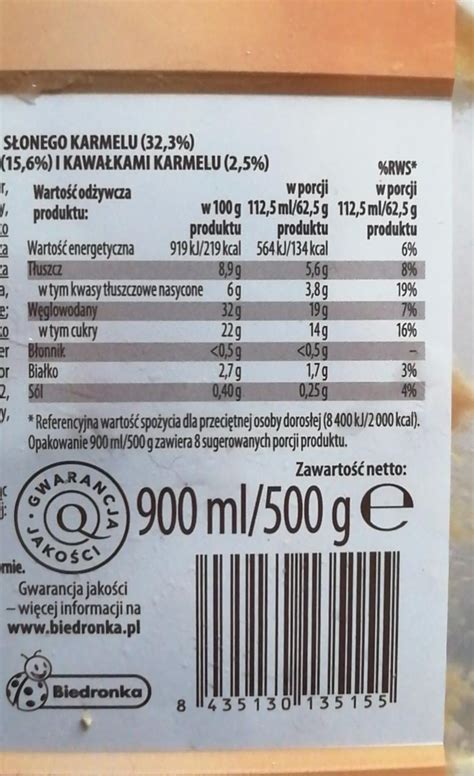 SŁONEGO KARMELU (32,3%)
(15,6%) I KAWAŁKAMI KARMELU (2,5%)
%RWS*
Wartość odżywcza w porcji w porcji
produktu: w 100 g 112,5 ml/62,5 g 112,5 ml/62,5 g
produktu produktu produktu
Wartość energetyczna 919 kJ/219 kcal 564 kJ/134 kcal 6%
Tłuszcz 8,9 g 5,6 g 8%
w tym kwasy tłuszczowe nasycone 6 g 3,8 g 19%
Węglowodany 32 g 19 g 7%
w tym cukry 22 g 14 g 16%
Błonnik <0,5 g <0,5 g –
Białko 2,7 g 1,7 g 3%
Sól 0,40 g 0,25 g 4%
* Referencyjna wartość spożycia dla przeciętnej osoby dorosłej (8 400 kJ/2 000 kcal).
Opakowanie 900 ml/500 g zawiera 8 sugerowanych porcji produktu.
Zawartość netto:
GWARANCJA JAKOŚCI
Q
900 ml/500 g e
Gwarancja jakości
– więcej informacji na
www.biedronka.pl
Biedronka
8 435130 135155